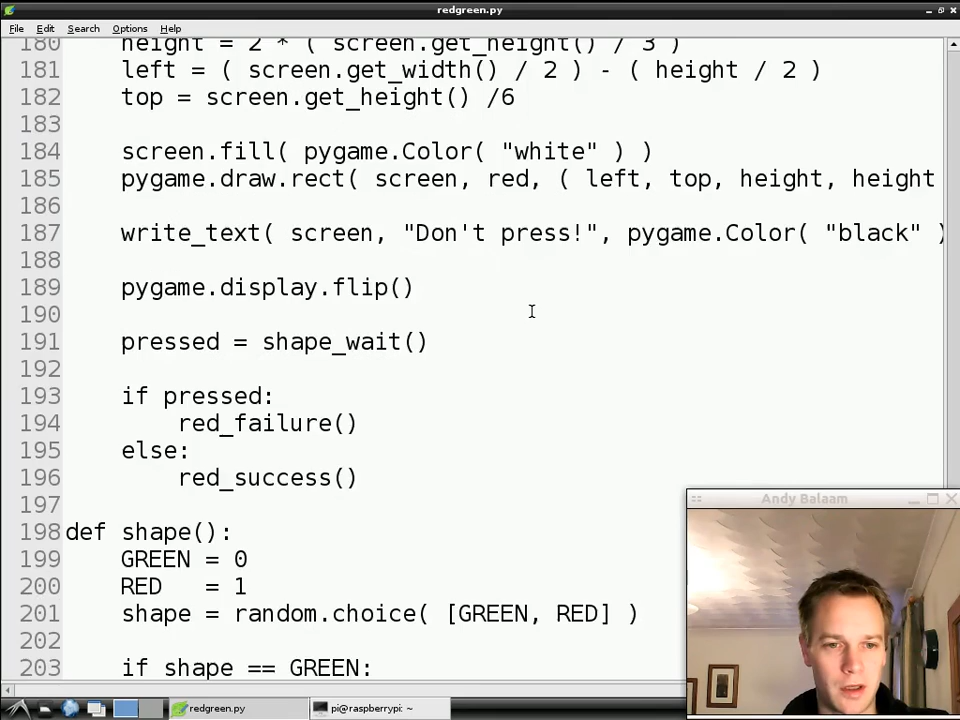 redgreen.py
File Edit Search Options Help
180 height = 2 * ( screen.get_height() / 3 )
181 left = ( screen.get_width() / 2 ) - ( height / 2 )
182 top = screen.get_height() /6
183
184 screen.fill( pygame.Color( "white" ) )
185 pygame.draw.rect( screen, red, ( left, top, height, height
186
187 write_text( screen, "Don't press!", pygame.Color( "black" )
188
189 pygame.display.flip()
190
191 pressed = shape_wait()
192
193 if pressed:
194 red_failure()
195 else:
196 red_success()
197
198 def shape():
199 GREEN = 0
200 RED = 1
201 shape = random.choice( [GREEN, RED] )
202
203 if shape == GREEN:
Andy Balaam
redgreen.py pi@raspberrypi: ~